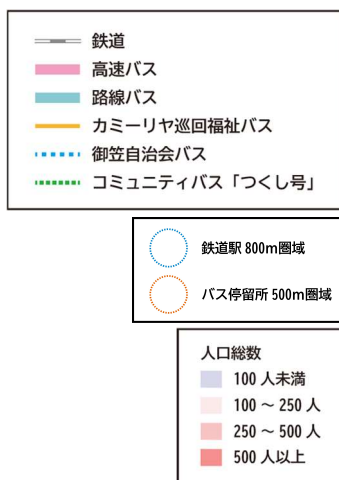 鉄道
高速バス
路線バス
カミーリヤ巡回福祉バス
御笠自治会バス
コミュニティバス「つくし号」
鉄道駅 800m圏域
バス停留所 500m圏域
人口総数
100 人未満
100 〜 250 人
250 〜 500 人
500 人以上